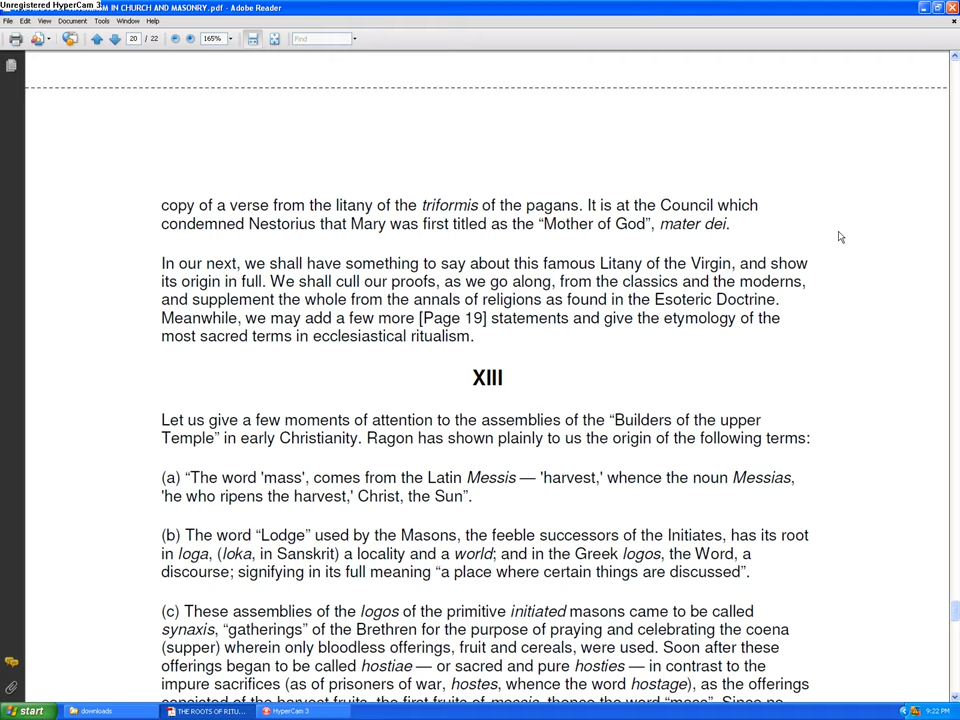 Unregistered HyperCam 3
M IN CHURCH AND MASONRY.pdf - Adobe Reader
File Edit View Document Tools Window Help
20 / 22 165% Find
copy of a verse from the litany of the triformis of the pagans. It is at the Council which
condemned Nestorius that Mary was first titled as the “Mother of God”, mater dei.
In our next, we shall have something to say about this famous Litany of the Virgin, and show
its origin in full. We shall cull our proofs, as we go along, from the classics and the moderns,
and supplement the whole from the annals of religions as found in the Esoteric Doctrine.
Meanwhile, we may add a few more [Page 19] statements and give the etymology of the
most sacred terms in ecclesiastical ritualism.
XIII
Let us give a few moments of attention to the assemblies of the “Builders of the upper
Temple” in early Christianity. Ragon has shown plainly to us the origin of the following terms:
(a) “The word 'mass', comes from the Latin Messis — 'harvest,' whence the noun Messias,
'he who ripens the harvest,' Christ, the Sun”.
(b) The word “Lodge” used by the Masons, the feeble successors of the Initiates, has its root
in loga, (loka, in Sanskrit) a locality and a world; and in the Greek logos, the Word, a
discourse; signifying in its full meaning “a place where certain things are discussed”.
(c) These assemblies of the logos of the primitive initiated masons came to be called
synaxis, “gatherings” of the Brethren for the purpose of praying and celebrating the coena
(supper) wherein only bloodless offerings, fruit and cereals, were used. Soon after these
offerings began to be called hostiae — or sacred and pure hosties — in contrast to the
impure sacrifices (as of prisoners of war, hostes, whence the word hostage), as the offerings
consisted of the harvest fruits, the first fruits of messis, thence the word “mass”. Since no
start downloads THE ROOTS OF RITU... HyperCam 3 9:22 PM